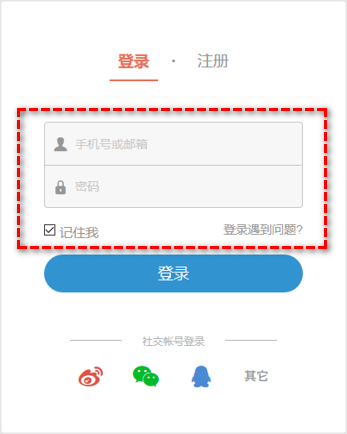 登录 · 注册
手机号或邮箱
密码
记住我 登录遇到问题?
登录
社交帐号登录
其它